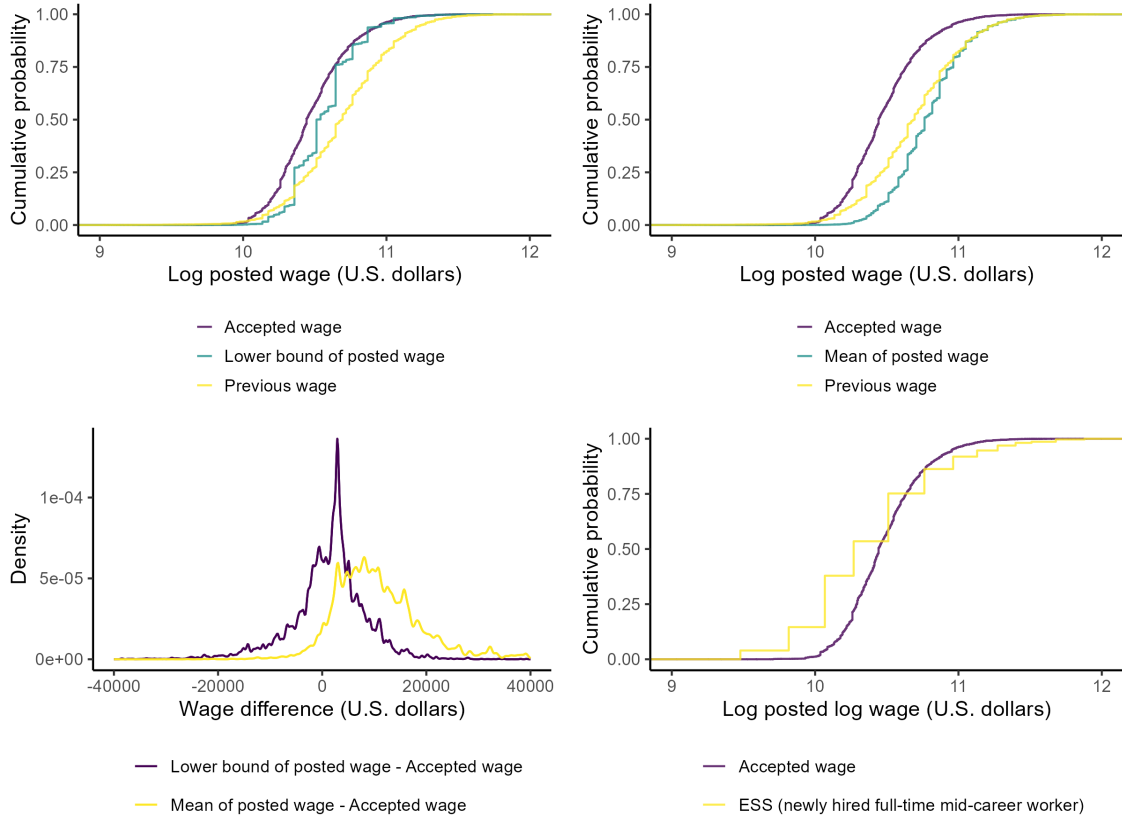 Cumulative probability
1.00
0.75
0.50
0.25
0.00
9
10
11
12
Log posted wage (U.S. dollars)
Accepted wage
Lower bound of posted wage
Previous wage
Cumulative probability
1.00
0.75
0.50
0.25
0.00
9
10
11
12
Log posted wage (U.S. dollars)
Accepted wage
Mean of posted wage
Previous wage
Density
1e-04
5e-05
0e+00
-40000
-20000
0
20000
40000
Wage difference (U.S. dollars)
Lower bound of posted wage - Accepted wage
Mean of posted wage - Accepted wage
Cumulative probability
1.00
0.75
0.50
0.25
0.00
9
10
11
12
Log posted log wage (U.S. dollars)
Accepted wage
ESS (newly hired full-time mid-career worker)